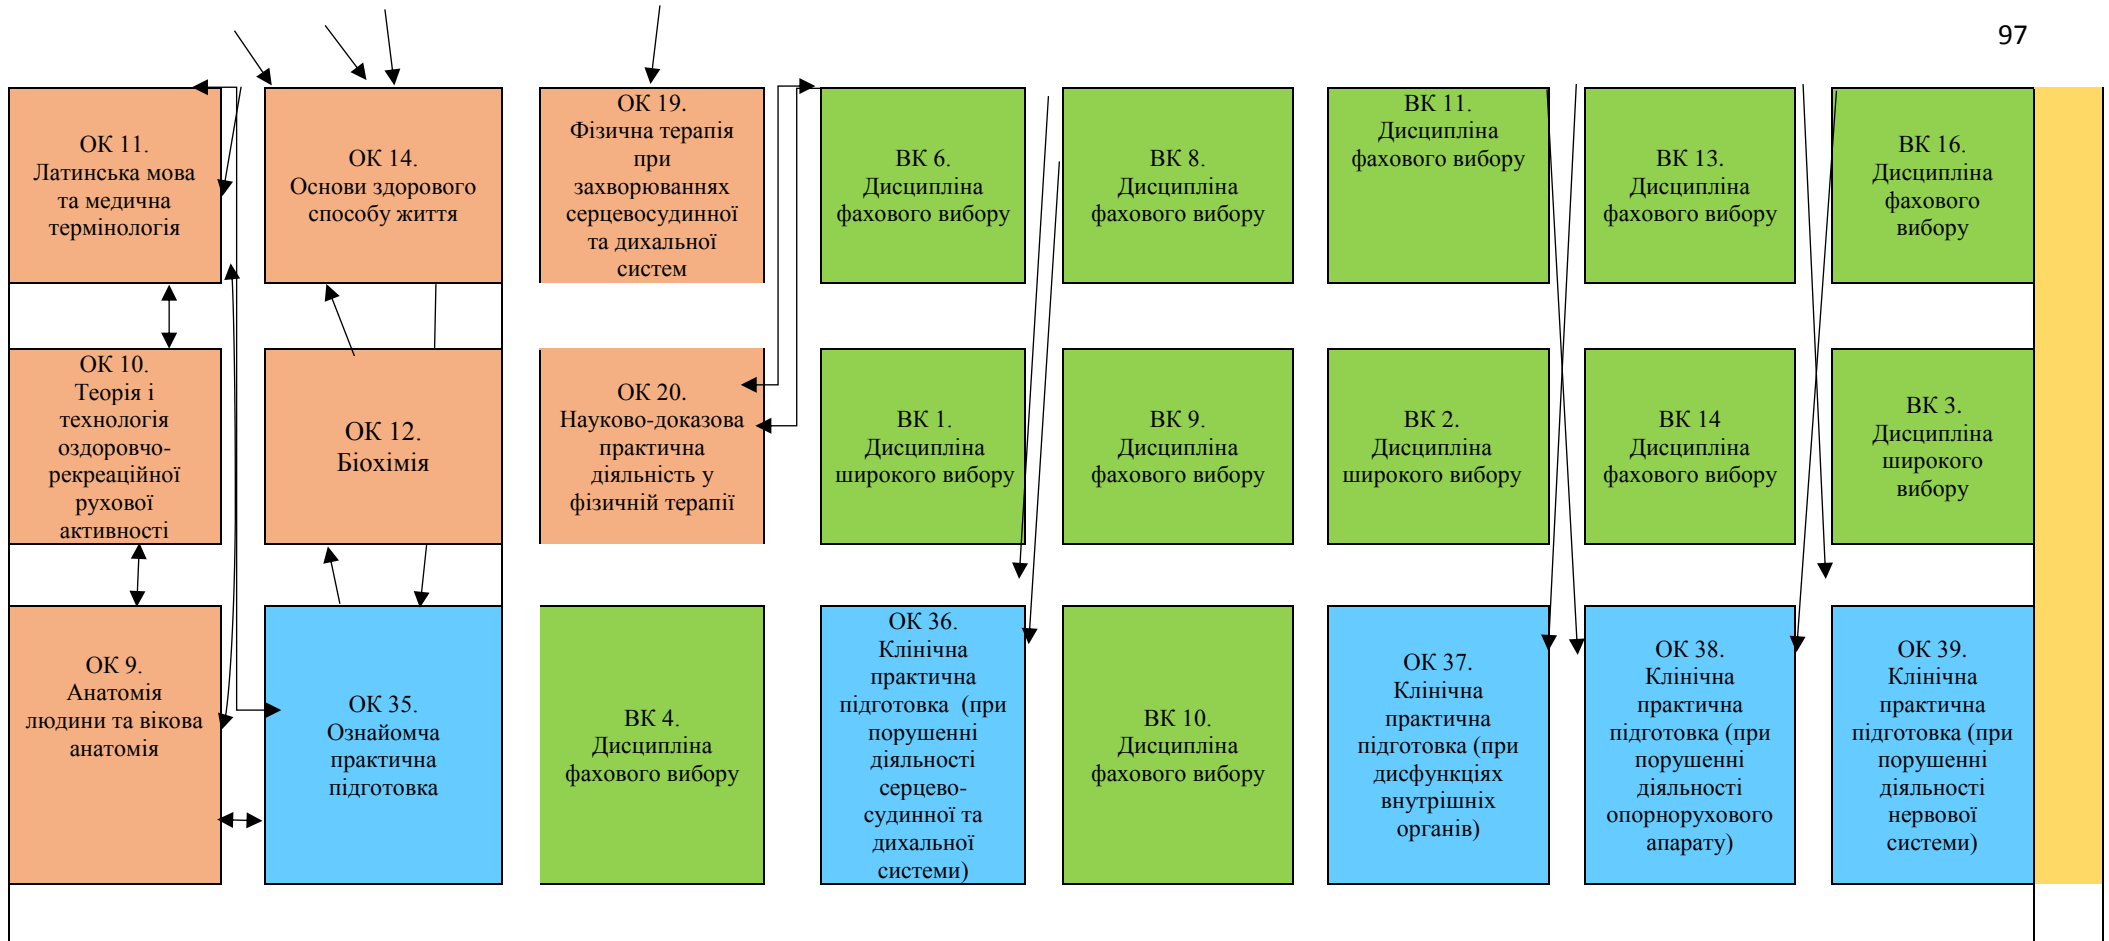 97
ОК 11.
Латинська мова
та медична
термінологія
ОК 14.
Основи здорового
способу життя
ОК 19.
Фізична терапія
при
захворюваннях
серцевосудинної
та дихальної
систем
ВК 6.
Дисципліна
фахового вибору
ВК 8.
Дисципліна
фахового вибору
ВК 11.
Дисципліна
фахового вибору
ВК 13.
Дисципліна
фахового вибору
ВК 16.
Дисципліна
фахового
вибору
ОК 10.
Теорія і
технологія
оздоровчо-
рекреаційної
рухової
активності
ОК 12.
Біохімія
ОК 20.
Науково-доказова
практична
діяльність у
фізичній терапії
ВК 1.
Дисципліна
широкого вибору
ВК 9.
Дисципліна
фахового вибору
ВК 2.
Дисципліна
широкого вибору
ВК 14
Дисципліна
фахового вибору
ВК 3.
Дисципліна
широкого
вибору
ОК 9.
Анатомія
людини та вікова
анатомія
ОК 35.
Ознайомча
практична
підготовка
ВК 4.
Дисципліна
фахового вибору
ОК 36.
Клінічна
практична
підготовка (при
порушенні
діяльності
серцево-
судинної та
дихальної
системи)
ВК 10.
Дисципліна
фахового вибору
ОК 37.
Клінічна
практична
підготовка (при
дисфункціях
внутрішніх
органів)
ОК 38.
Клінічна
практична
підготовка (при
порушенні
діяльності
опорнорухового
апарату)
ОК 39.
Клінічна
практична
підготовка (при
порушенні
діяльності
нервової
системи)